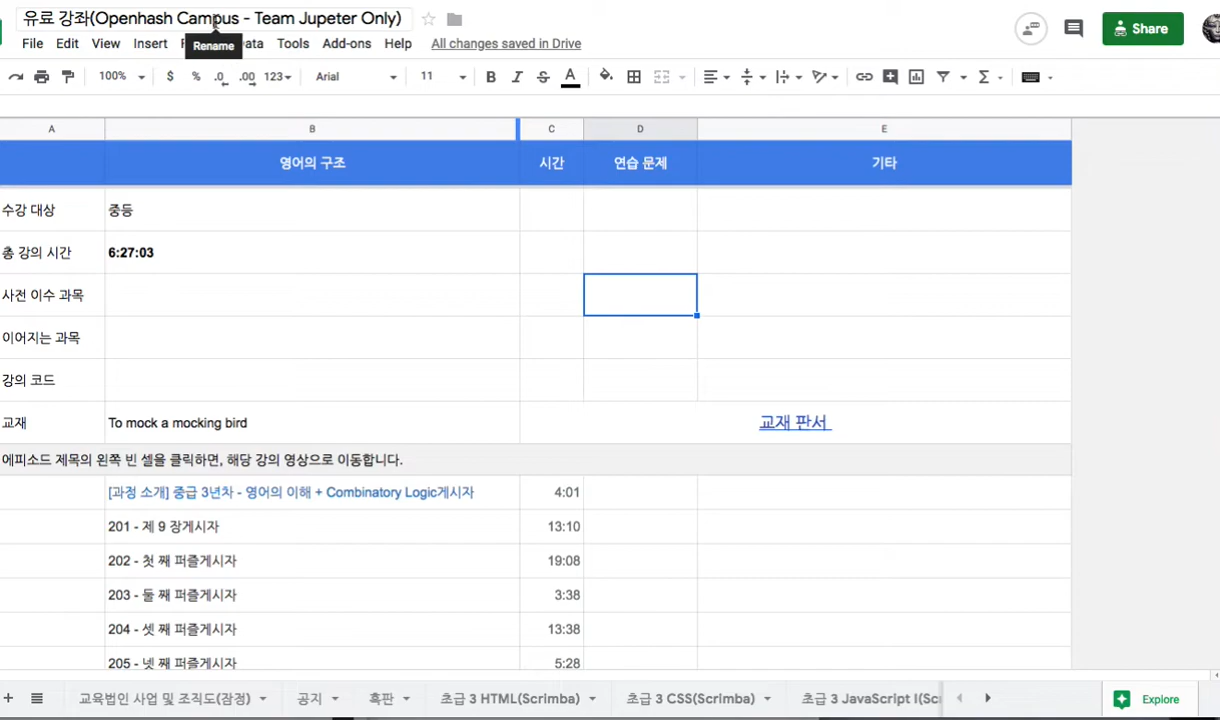 유료 강좌(Openhash Campus - Team Jupeter Only)
Rename
File Edit View Insert Tools Add-ons Help All changes saved in Drive
Share
100% $ % .0 .00 123 Arial 11 B I S A Σ
A B C D E
영어의 구조 시간 연습 문제 기타
수강 대상 중등
총 강의 시간 6:27:03
사전 이수 과목
이어지는 과목
강의 코드
교재 To mock a mocking bird 교재 판서
에피소드 제목의 왼쪽 빈 셀을 클릭하면, 해당 강의 영상으로 이동합니다.
[과정 소개] 중급 3년차 - 영어의 이해 + Combinatory Logic게시자 4:01
201 - 제 9 장게시자 13:10
202 - 첫 째 퍼즐게시자 19:08
203 - 둘 째 퍼즐게시자 3:38
204 - 셋 째 퍼즐게시자 13:38
205 - 넷 째 퍼즐게시자 5:28
+ 교육법인 사업 및 조직도(잠정) 공지 흑판 초급 3 HTML(Scrimba) 초급 3 CSS(Scrimba) 초급 3 JavaScript I(Scr Explore